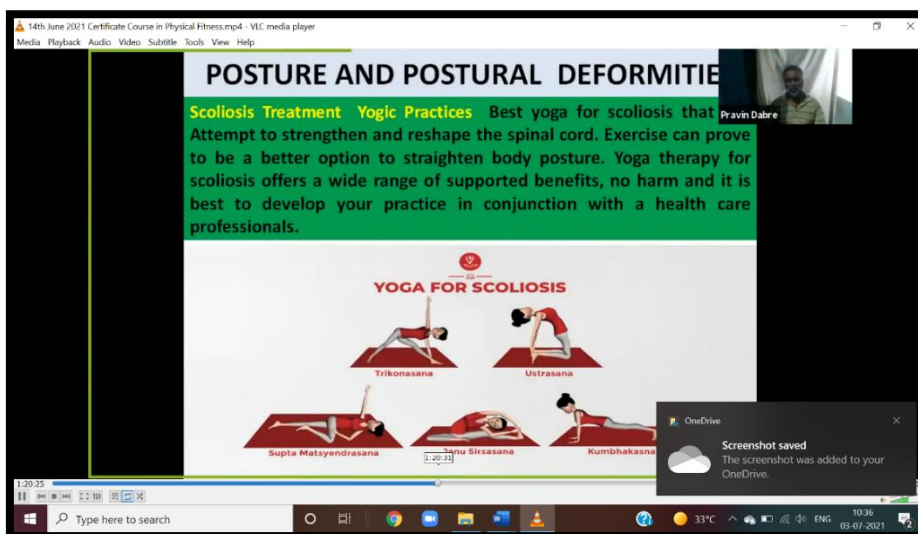 14th June 2021 Certificate Course in Physical Fitness.mp4 - VLC media player
Media Playback Audio Video Subtitle Tools View Help
POSTURE AND POSTURAL DEFORMITIE
Pravin Dabre
Scoliosis Treatment Yogic Practices Best yoga for scoliosis that
Attempt to strengthen and reshape the spinal cord. Exercise can prove
to be a better option to straighten body posture. Yoga therapy for
scoliosis offers a wide range of supported benefits, no harm and it is
best to develop your practice in conjunction with a health care
professionals.
YOGA FOR SCOLIOSIS
Trikonasana
Ustrasana
Supta Matsyendrasana
Janu Sirsasana
Kumbhakasna
1:20:31
OneDrive
Screenshot saved
The screenshot was added to your
OneDrive.
1:20:25
Type here to search
33°C
ENG
10:36
03-07-2021